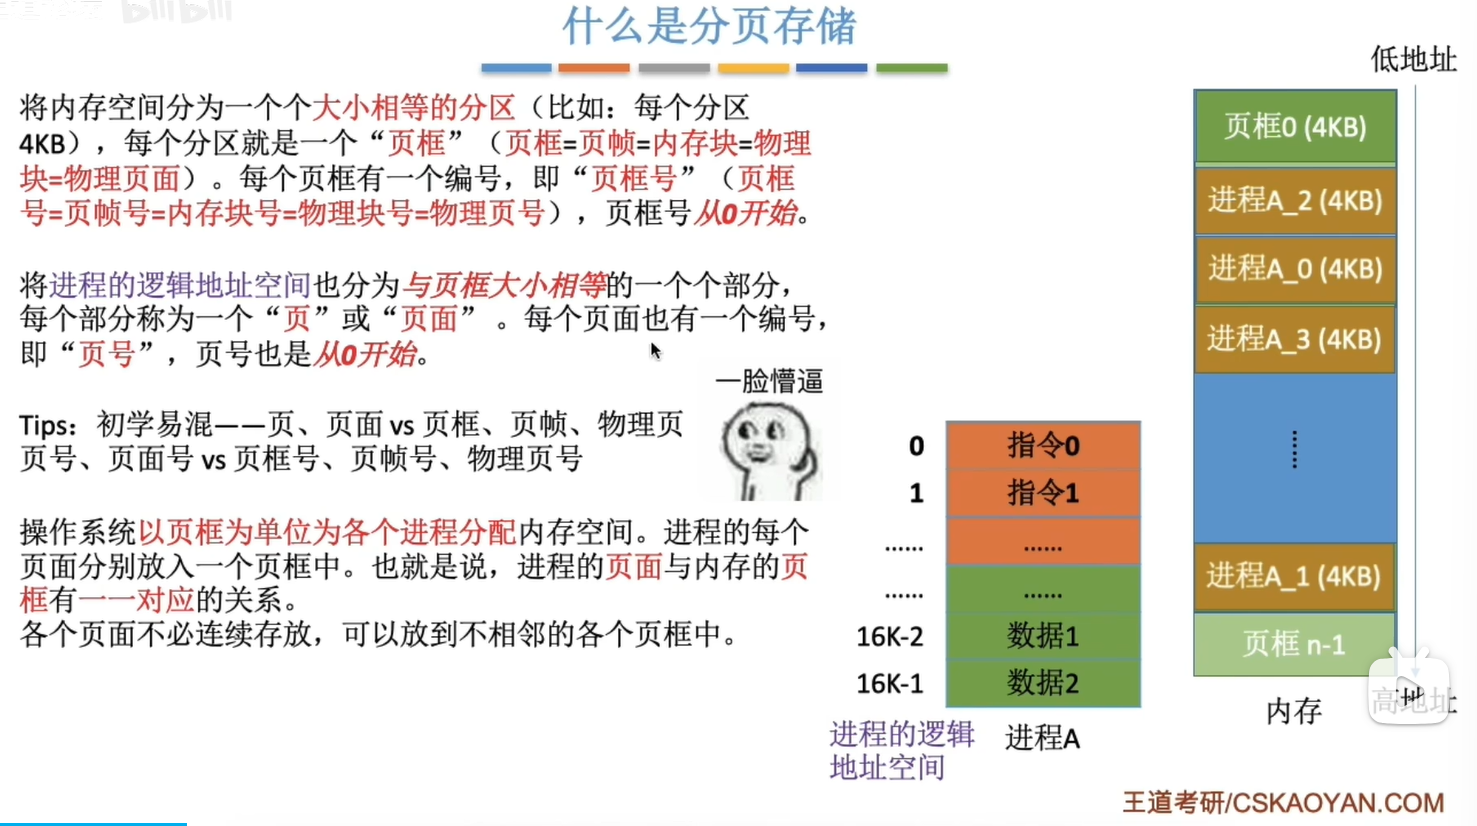 什么是分页存储
低地址
将内存空间分为一个个大小相等的分区（比如：每个分区
4KB），每个分区就是一个“页框”（页框=页帧=内存块=物理
块=物理页面）。每个页框有一个编号，即“页框号”（页框
号=页帧号=内存块号=物理块号=物理页号），页框号从0开始。
将进程的逻辑地址空间也分为与页框大小相等的一个个部分，
每个部分称为一个“页”或“页面” 。每个页面也有一个编号，
即“页号”，页号也是从0开始。
一脸懵逼
Tips：初学易混——页、页面 vs 页框、页帧、物理页
页号、页面号 vs 页框号、页帧号、物理页号
操作系统以页框为单位为各个进程分配内存空间。进程的每个
页面分别放入一个页框中。也就是说，进程的页面与内存的页
框有一一对应的关系。
各个页面不必连续存放，可以放到不相邻的各个页框中。
0 指令0
1 指令1
...... ......
...... ......
16K-2 数据1
16K-1 数据2
进程的逻辑
地址空间
进程A
页框0 (4KB)
进程A_2 (4KB)
进程A_0 (4KB)
进程A_3 (4KB)
......
进程A_1 (4KB)
页框 n-1
内存
高地址
王道考研/CSKAOYAN.COM